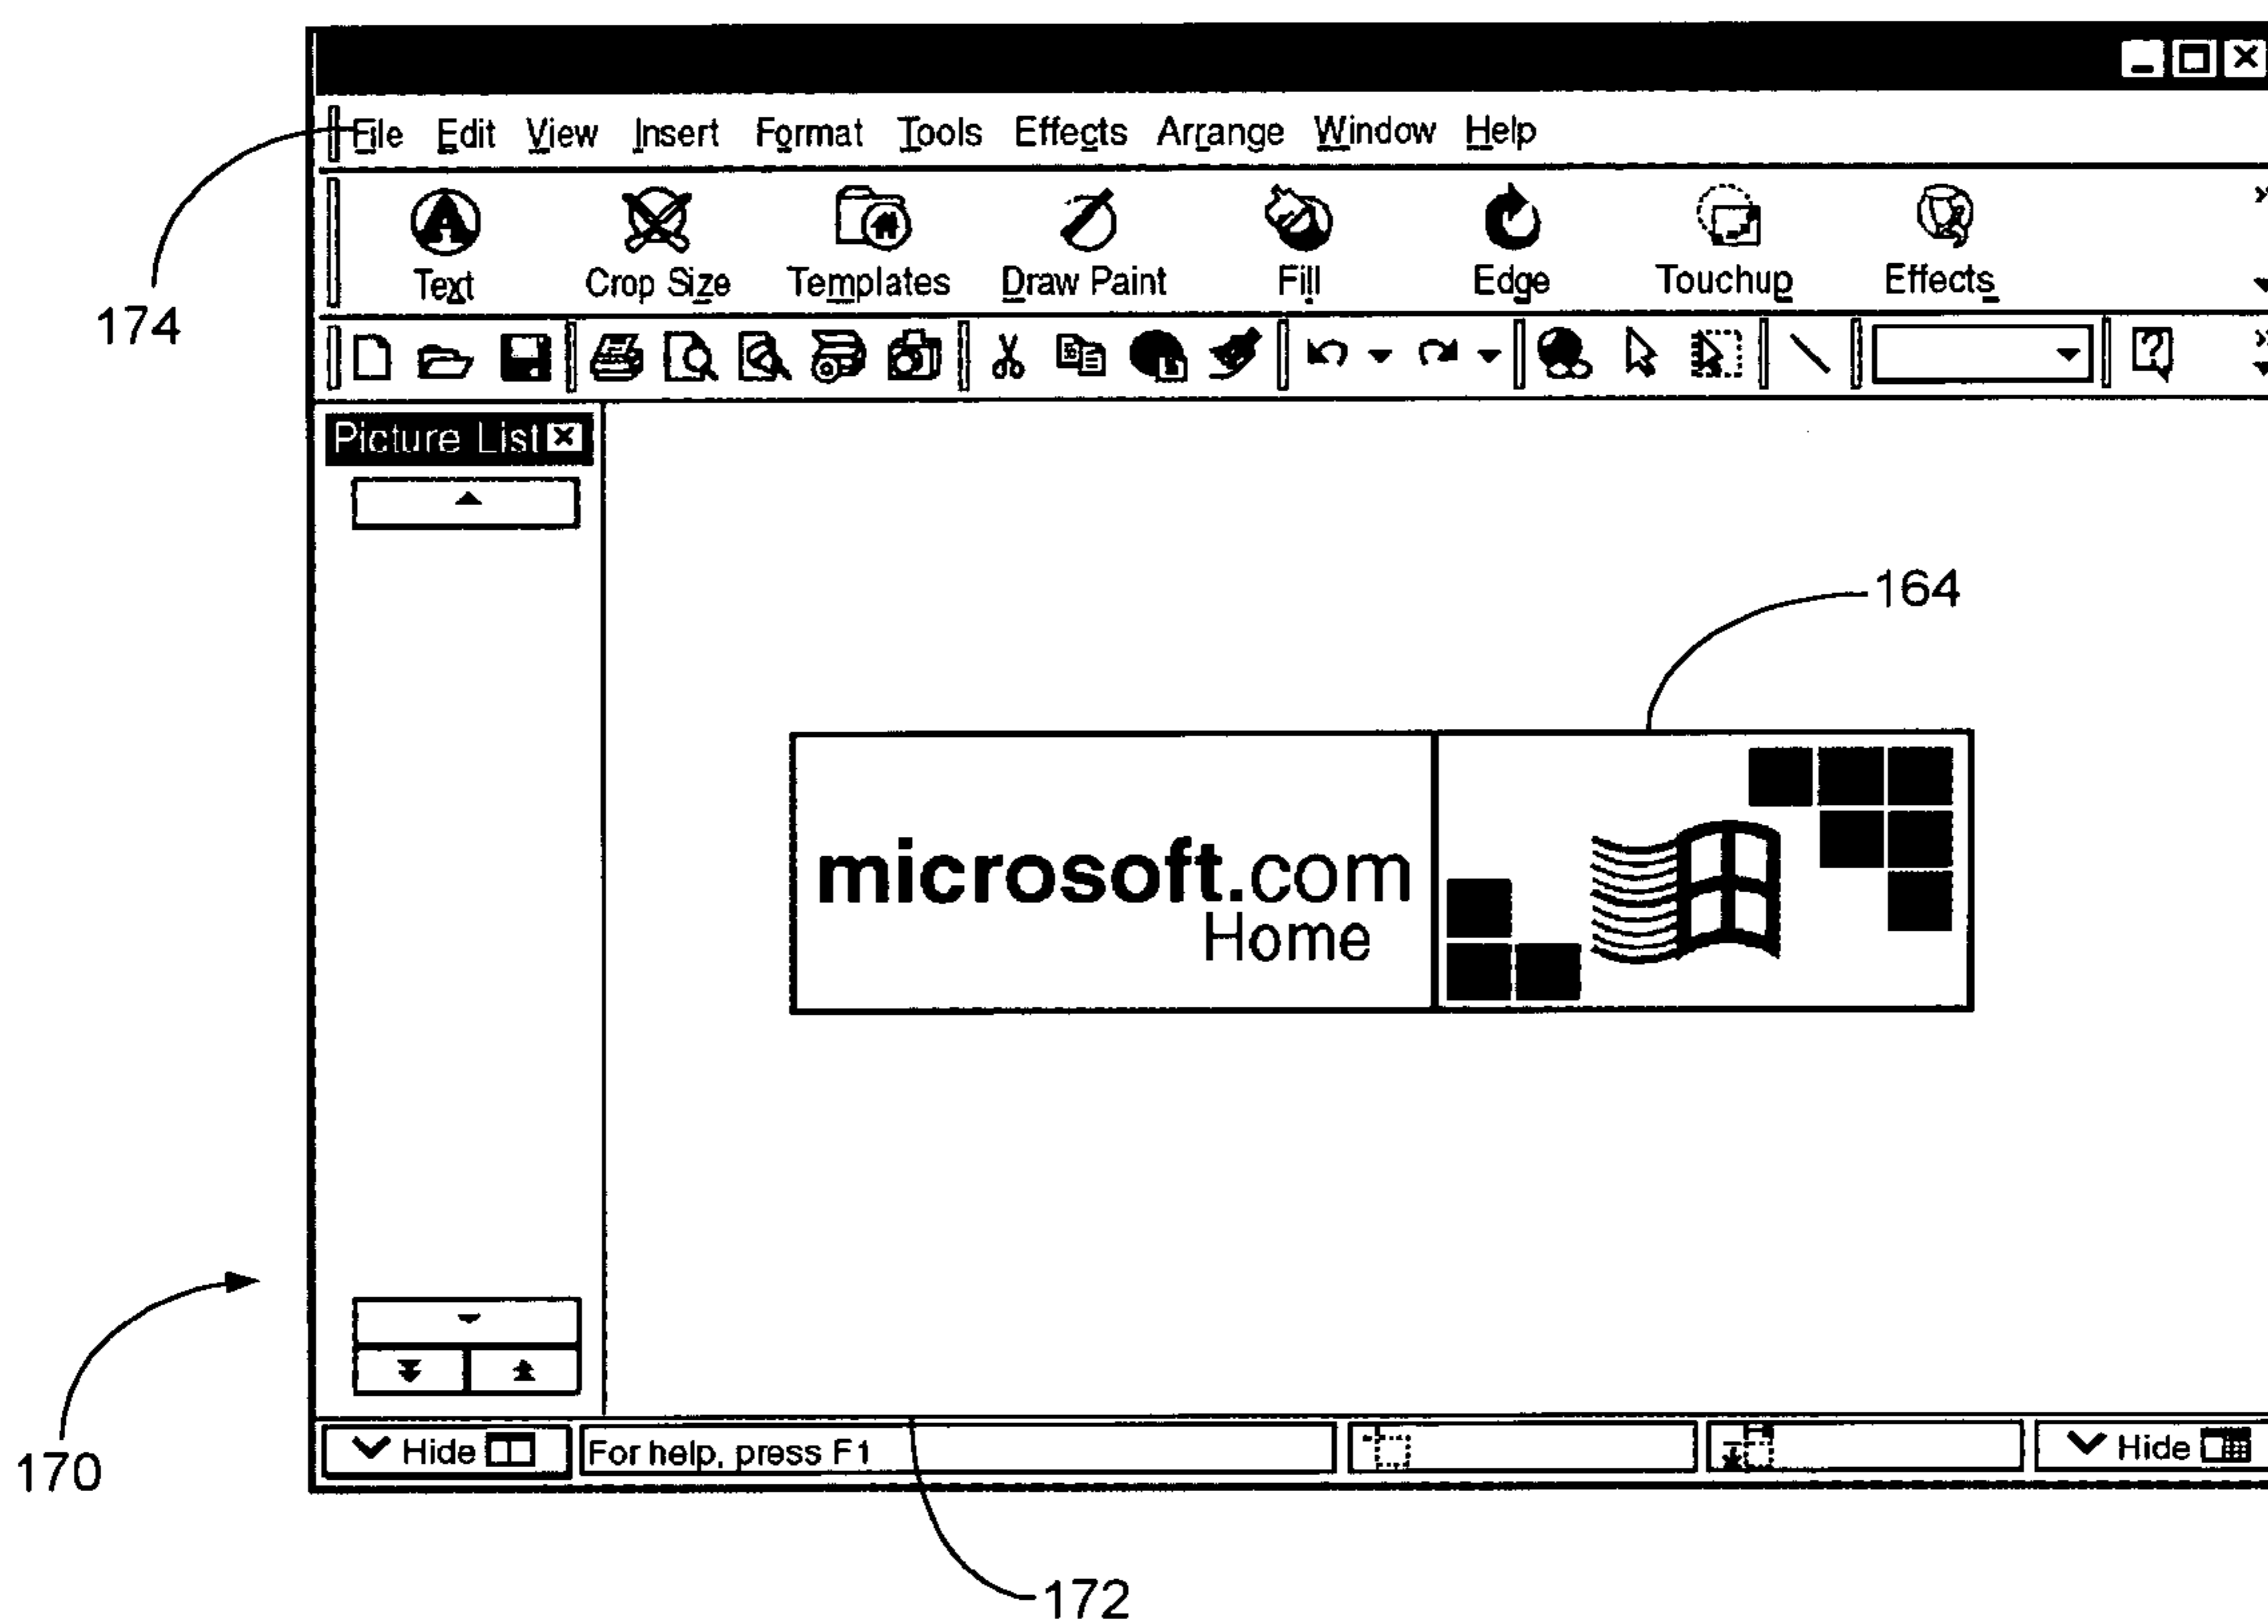 File Edit View Insert Format Tools Effects Arrange Window Help
Text Crop Size Templates Draw Paint Fill Edge Touchup Effects
174
Picture List
164
microsoft.com
Home
170
Hide For help, press F1 Hide
172